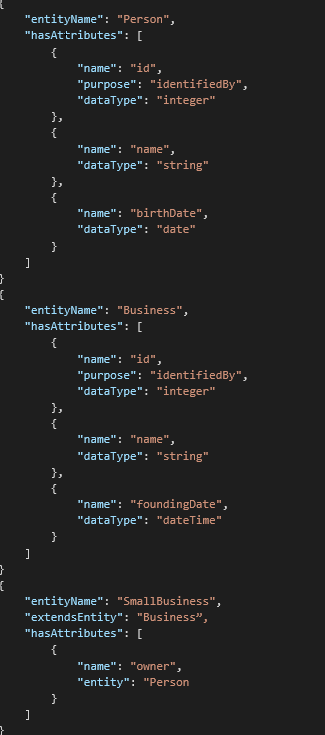 {
    "entityName": "Person",
    "hasAttributes": [
        {
            "name": "id",
            "purpose": "identifiedBy",
            "dataType": "integer"
        },
        {
            "name": "name",
            "dataType": "string"
        },
        {
            "name": "birthDate",
            "dataType": "date"
        }
    ]
}
{
    "entityName": "Business",
    "hasAttributes": [
        {
            "name": "id",
            "purpose": "identifiedBy",
            "dataType": "integer"
        },
        {
            "name": "name",
            "dataType": "string"
        },
        {
            "name": "foundingDate",
            "dataType": "dateTime"
        }
    ]
}
{
    "entityName": "SmallBusiness",
    "extendsEntity": "Business”,
    "hasAttributes": [
        {
            "name": "owner",
            "entity": "Person
        }
    ]
}